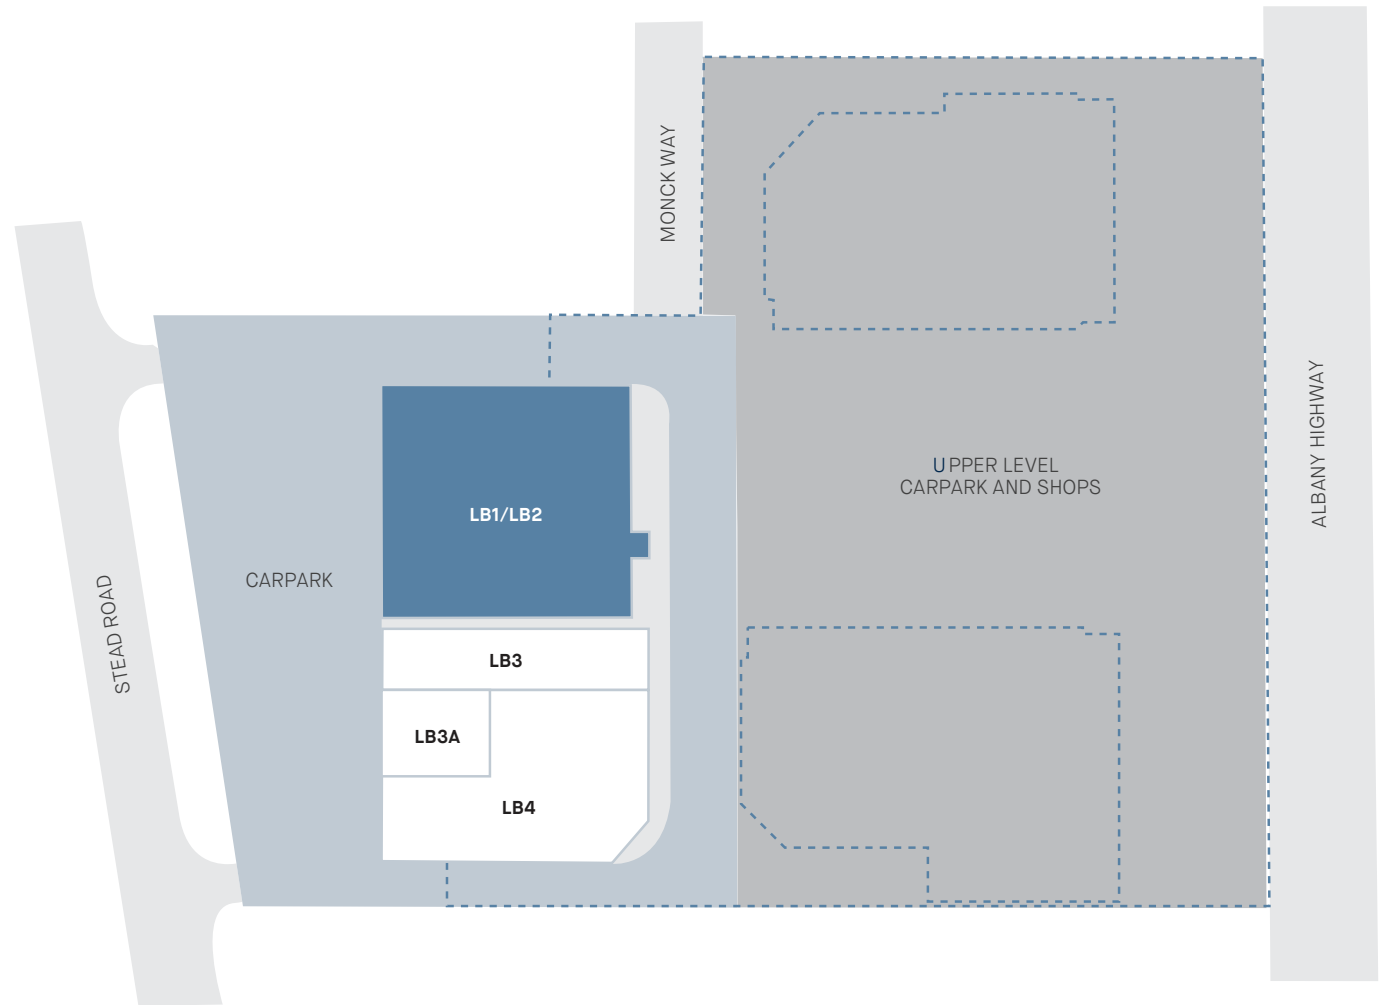 MONCK WAY
UPPER LEVEL
CARPARK AND SHOPS
ALBANY HIGHWAY
LB1/LB2
CARPARK
STEAD ROAD
LB3
LB3A
LB4